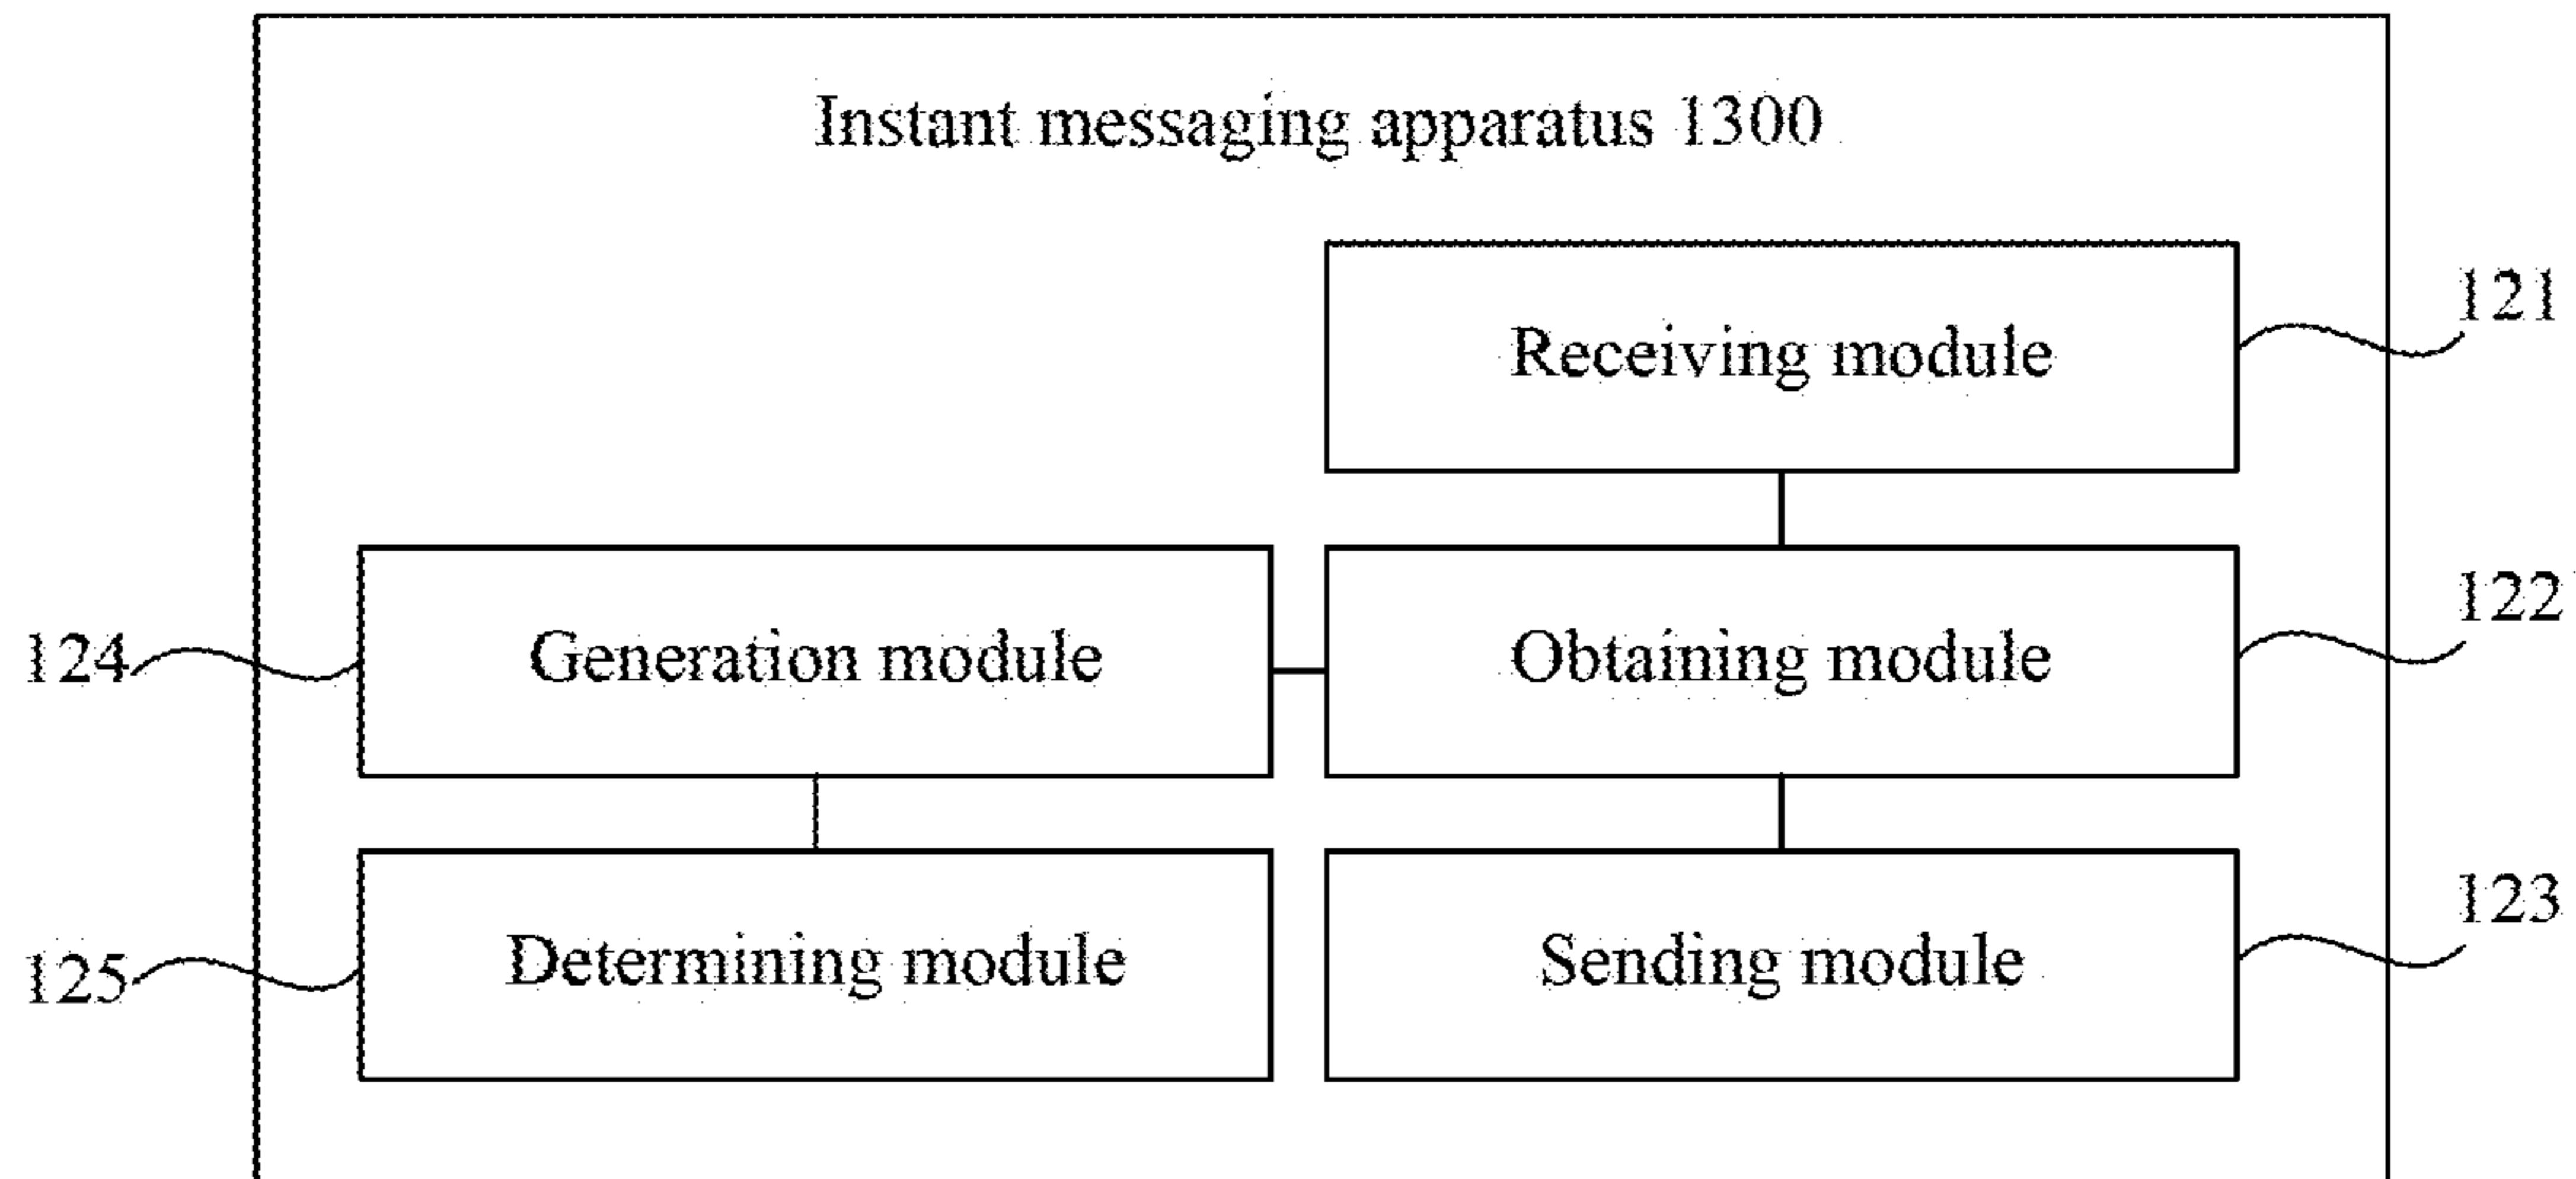 Instant messaging apparatus 1300
Receiving module
121
124
Generation module
Obtaining module
122
125
Determining module
Sending module
123